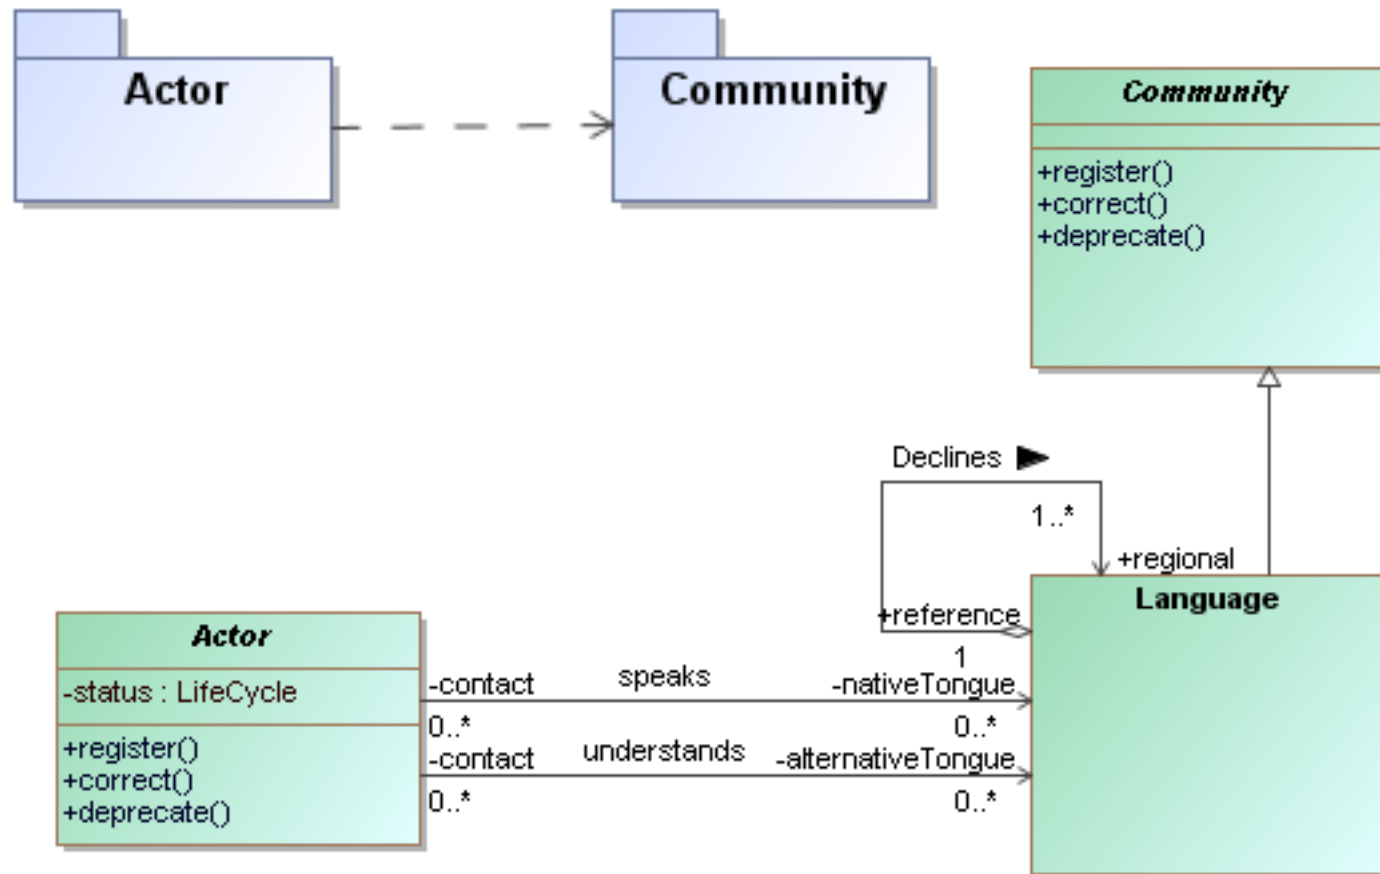 Actor
Community
Community
+register()
+correct()
+deprecate()
Declines
1..*
+regional
+reference
1
Language
Actor
-status : LifeCycle
+register()
+correct()
+deprecate()
-contact
speaks
-nativeTongue
0..*
0..*
-contact
understands
-alternativeTongue
0..*
0..*